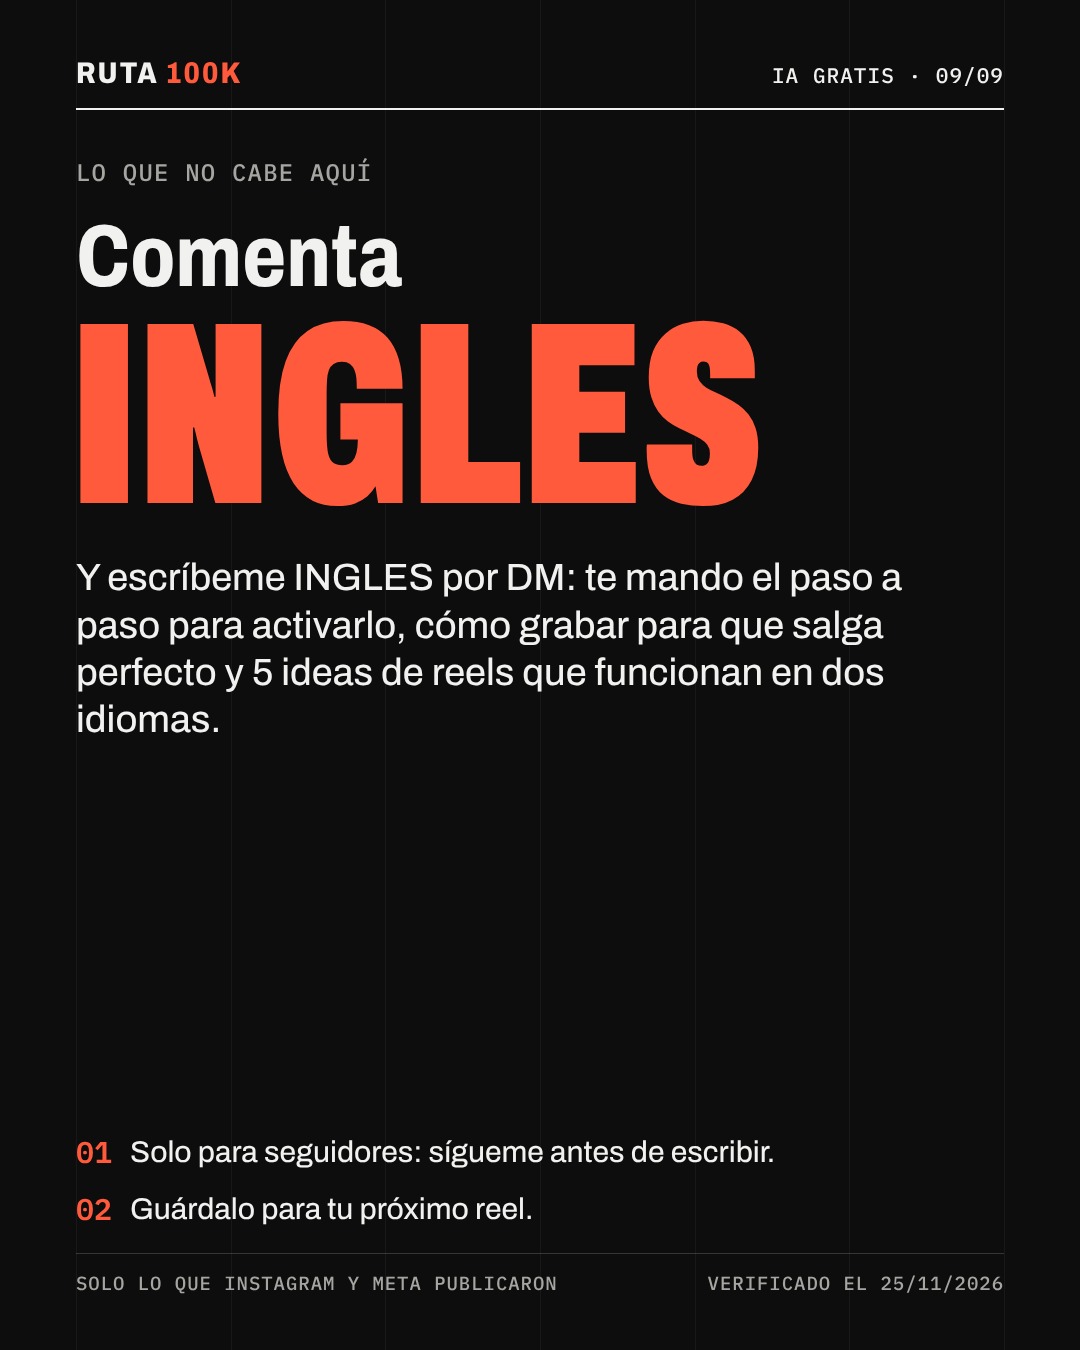 RUTA 100K
IA GRATIS · 09/09
LO QUE NO CABE AQUÍ
Comenta
INGLES
Y escríbeme INGLES por DM: te mando el paso a
paso para activarlo, cómo grabar para que salga
perfecto y 5 ideas de reels que funcionan en dos
idiomas.
01 Solo para seguidores: sígueme antes de escribir.
02 Guárdalo para tu próximo reel.
SOLO LO QUE INSTAGRAM Y META PUBLICARON
VERIFICADO EL 25/11/2026